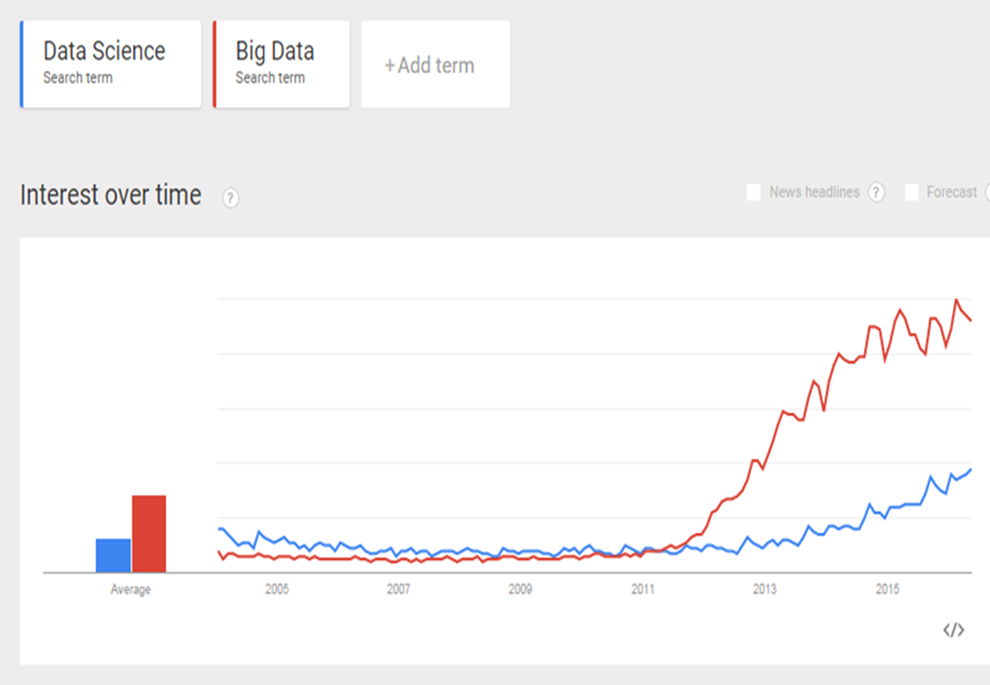 Data Science
Search term
Big Data
Search term
+Add term
Interest over time ?
News headlines ?
Forecast
Average 2005 2007 2009 2011 2013 2015
</>